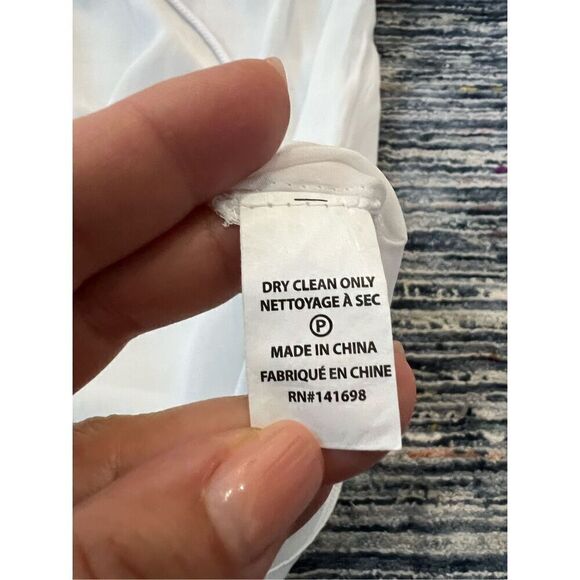 DRY CLEAN ONLY
NETTOYAGE À SEC
P
MADE IN CHINA
FABRIQUÉ EN CHINE
RN#141698